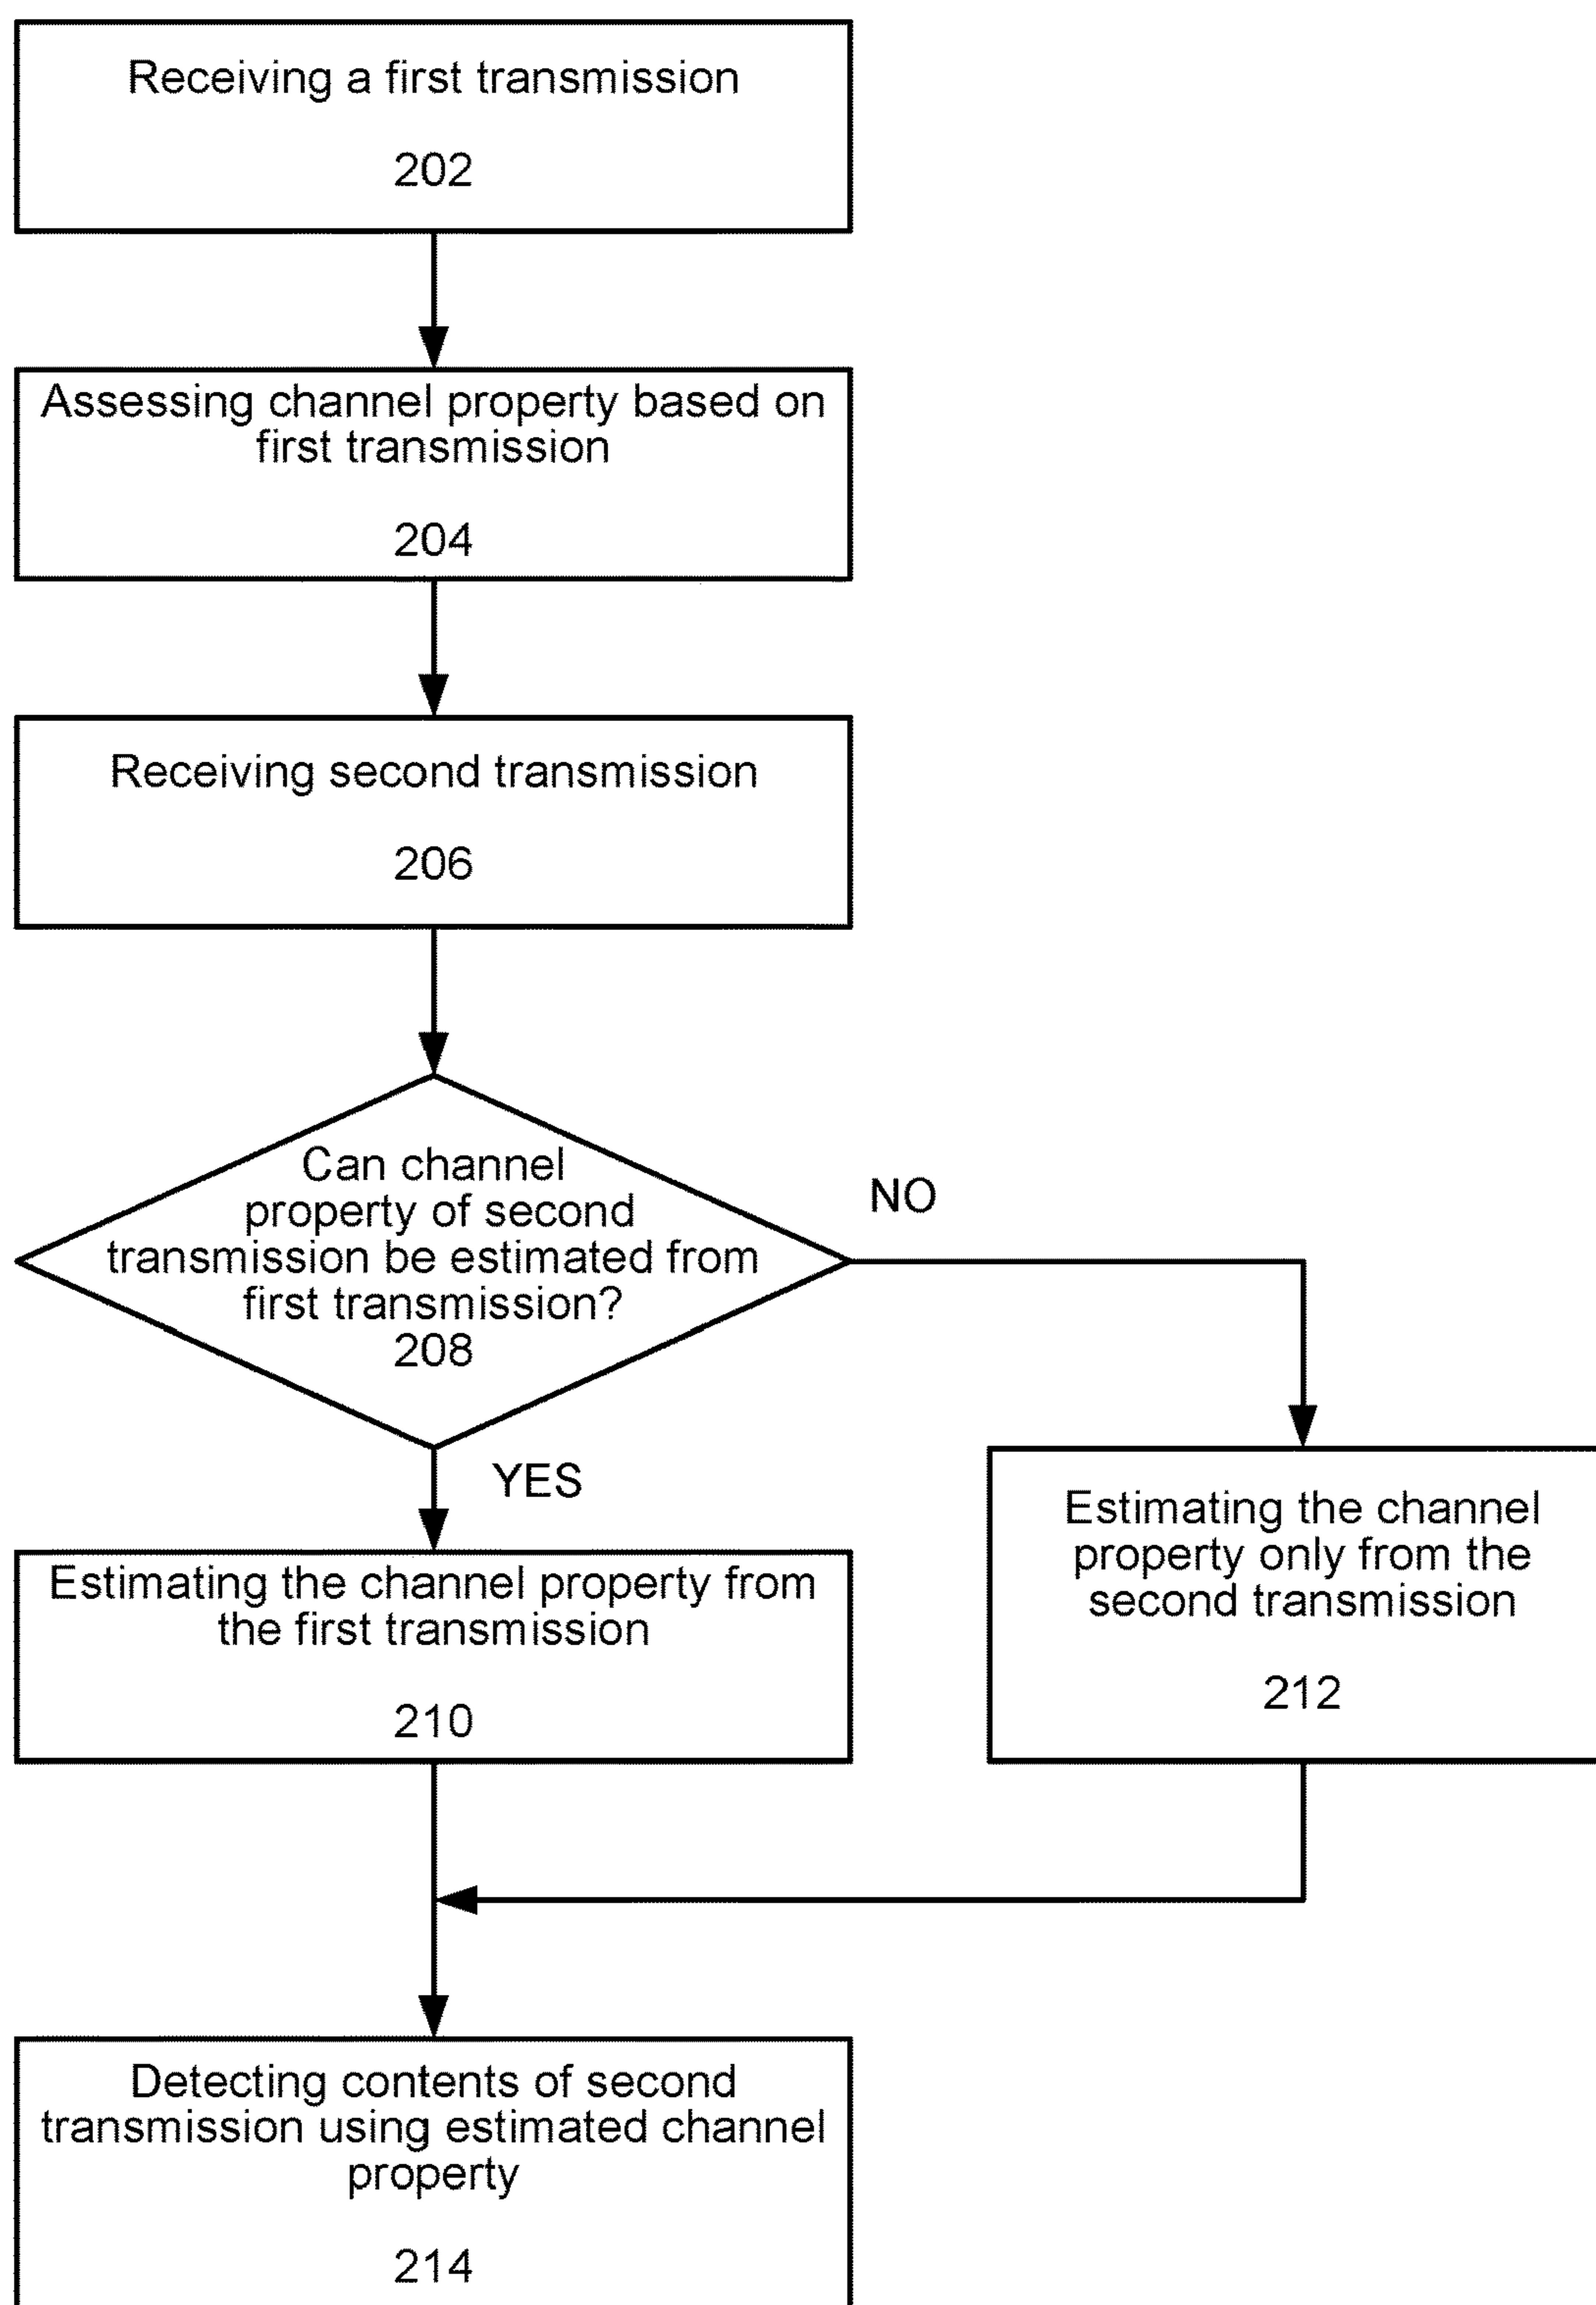 Receiving a first transmission
202
Assessing channel property based on
first transmission
204
Receiving second transmission
206
Can channel
property of second
transmission be estimated from
first transmission?
208
NO
YES
Estimating the channel property from
the first transmission
210
Estimating the channel
property only from the
second transmission
212
Detecting contents of second
transmission using estimated channel
property
214